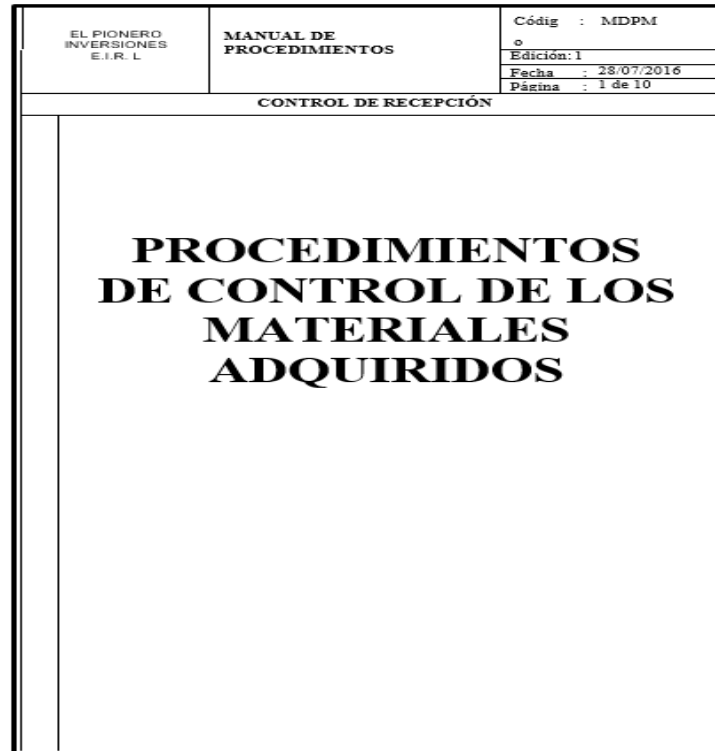 EL PIONERO
INVERSIONES
E.I.R. L
MANUAL DE
PROCEDIMIENTOS
Códig : MDPM
o
Edición: 1
Fecha : 28/07/2016
Página : 1 de 10
CONTROL DE RECEPCIÓN
PROCEDIMIENTOS
DE CONTROL DE LOS
MATERIALES
ADQUIRIDOS